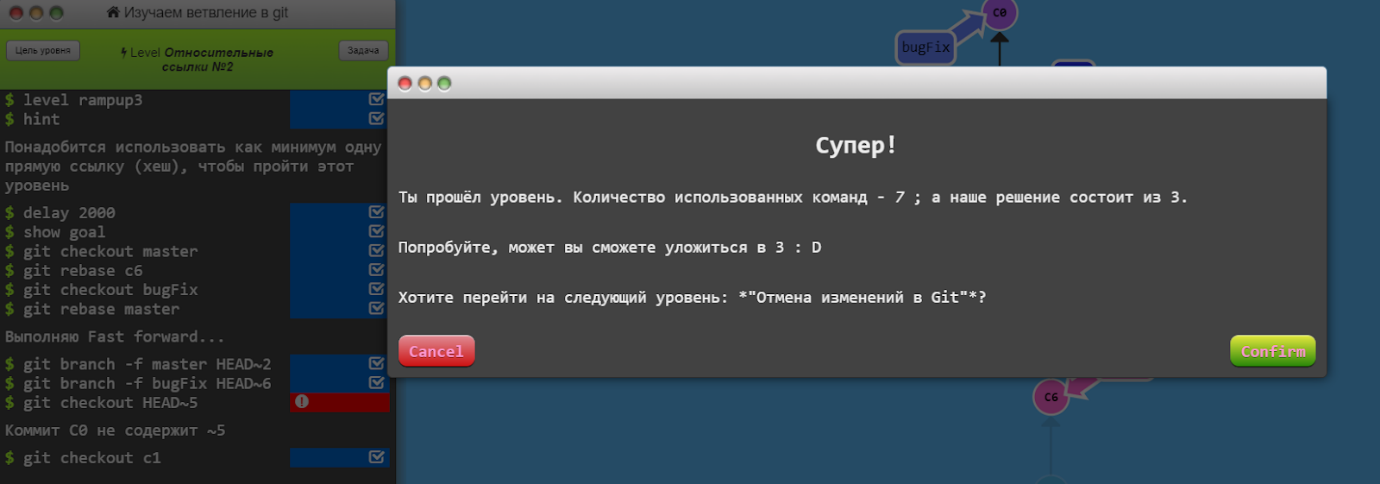 Изучаем ветвление в git
Цель уровня
Level Относительные
ссылки №2
Задача
$ level rampup3
$ hint
Понадобится использовать как минимум одну
прямую ссылку (хеш), чтобы пройти этот
уровень
$ delay 2000
$ show goal
$ git checkout master
$ git rebase c6
$ git checkout bugFix
$ git rebase master
Выполняю Fast forward...
$ git branch -f master HEAD~2
$ git branch -f bugFix HEAD~6
$ git checkout HEAD~5
Коммит C0 не содержит ~5
$ git checkout c1
C0
bugFix
Супер!
Ты прошёл уровень. Количество использованных команд - 7 ; а наше решение состоит из 3.
Попробуйте, может вы сможете уложиться в 3 : D
Хотите перейти на следующий уровень: *"Отмена изменений в Git"*?
Cancel
Confirm
C6